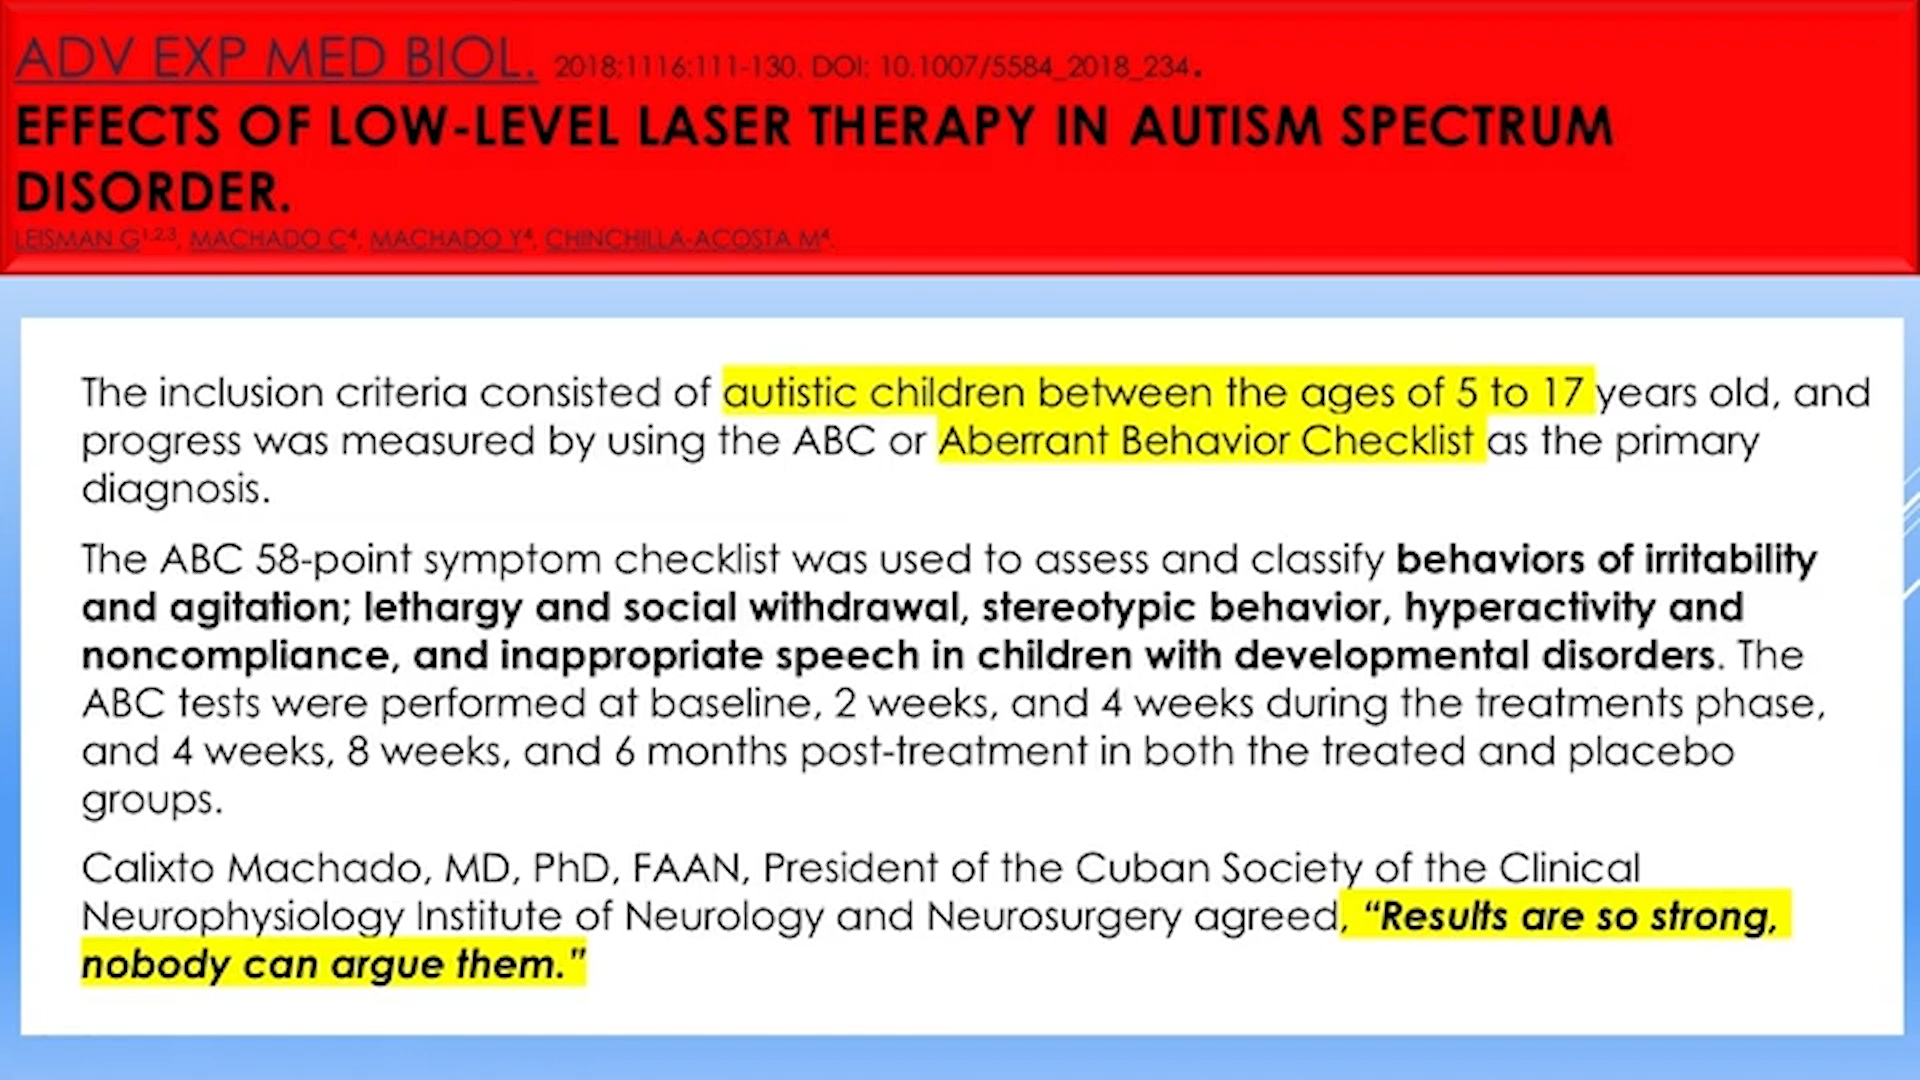 ADV EXP MED BIOL. 2018;1116:111-130. DOI: 10.1007/5584_2018_234.
EFFECTS OF LOW-LEVEL LASER THERAPY IN AUTISM SPECTRUM
DISORDER.
LEISMAN G1,2,3, MACHADO C4, MACHADO Y4, CHINCHILLA-ACOSTA M4.
The inclusion criteria consisted of autistic children between the ages of 5 to 17 years old, and
progress was measured by using the ABC or Aberrant Behavior Checklist as the primary
diagnosis.
The ABC 58-point symptom checklist was used to assess and classify behaviors of irritability
and agitation; lethargy and social withdrawal, stereotypic behavior, hyperactivity and
noncompliance, and inappropriate speech in children with developmental disorders. The
ABC tests were performed at baseline, 2 weeks, and 4 weeks during the treatments phase,
and 4 weeks, 8 weeks, and 6 months post-treatment in both the treated and placebo
groups.
Calixto Machado, MD, PhD, FAAN, President of the Cuban Society of the Clinical
Neurophysiology Institute of Neurology and Neurosurgery agreed, “Results are so strong,
nobody can argue them.”